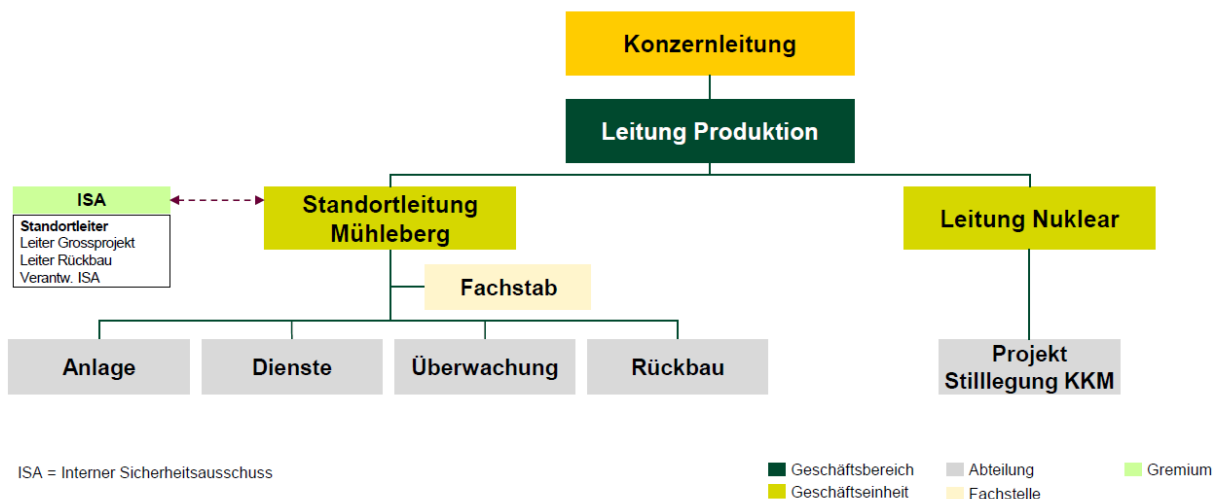 Konzernleitung
Leitung Produktion
ISA
Standortleiter
Leiter Grossprojekt
Leiter Rückbau
Verantw. ISA
Standortleitung
Mühleberg
Leitung Nuklear
Fachstab
Anlage
Dienste
Überwachung
Rückbau
Projekt
Stilllegung KKM
ISA = Interner Sicherheitsausschuss
Geschäftsbereich
Abteilung
Gremium
Geschäftseinheit
Fachstelle